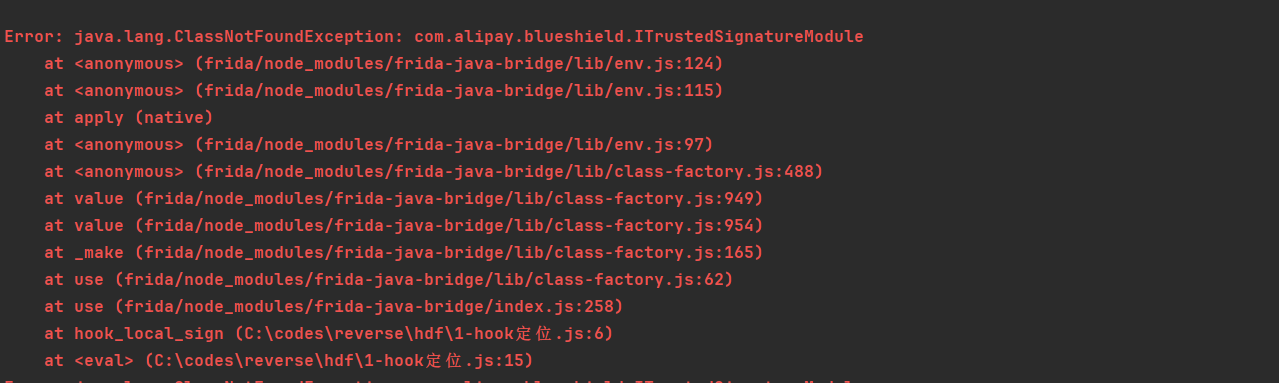 Error: java.lang.ClassNotFoundException: com.alipay.blueshield.ITrustedSignatureModule
    at <anonymous> (frida/node_modules/frida-java-bridge/lib/env.js:124)
    at <anonymous> (frida/node_modules/frida-java-bridge/lib/env.js:115)
    at apply (native)
    at <anonymous> (frida/node_modules/frida-java-bridge/lib/env.js:97)
    at <anonymous> (frida/node_modules/frida-java-bridge/lib/class-factory.js:488)
    at value (frida/node_modules/frida-java-bridge/lib/class-factory.js:949)
    at value (frida/node_modules/frida-java-bridge/lib/class-factory.js:954)
    at _make (frida/node_modules/frida-java-bridge/lib/class-factory.js:165)
    at use (frida/node_modules/frida-java-bridge/lib/class-factory.js:62)
    at use (frida/node_modules/frida-java-bridge/index.js:258)
    at hook_local_sign (C:\codes\reverse\hdf\1-hook定位.js:6)
    at <eval> (C:\codes\reverse\hdf\1-hook定位.js:15)